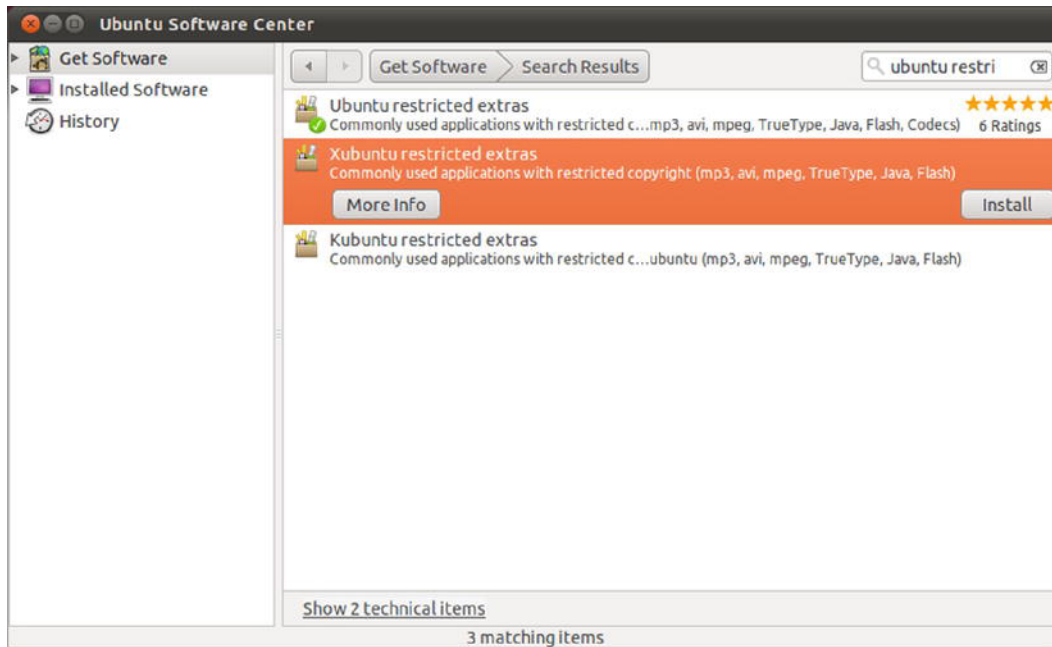 Ubuntu Software Center
Get Software
Installed Software
History
Get Software Search Results
ubuntu restri
Ubuntu restricted extras
Commonly used applications with restricted c...mp3, avi, mpeg, TrueType, Java, Flash, Codecs) 6 Ratings
Xubuntu restricted extras
Commonly used applications with restricted copyright (mp3, avi, mpeg, TrueType, Java, Flash)
More Info Install
Kubuntu restricted extras
Commonly used applications with restricted c...ubuntu (mp3, avi, mpeg, TrueType, Java, Flash)
Show 2 technical items
3 matching items